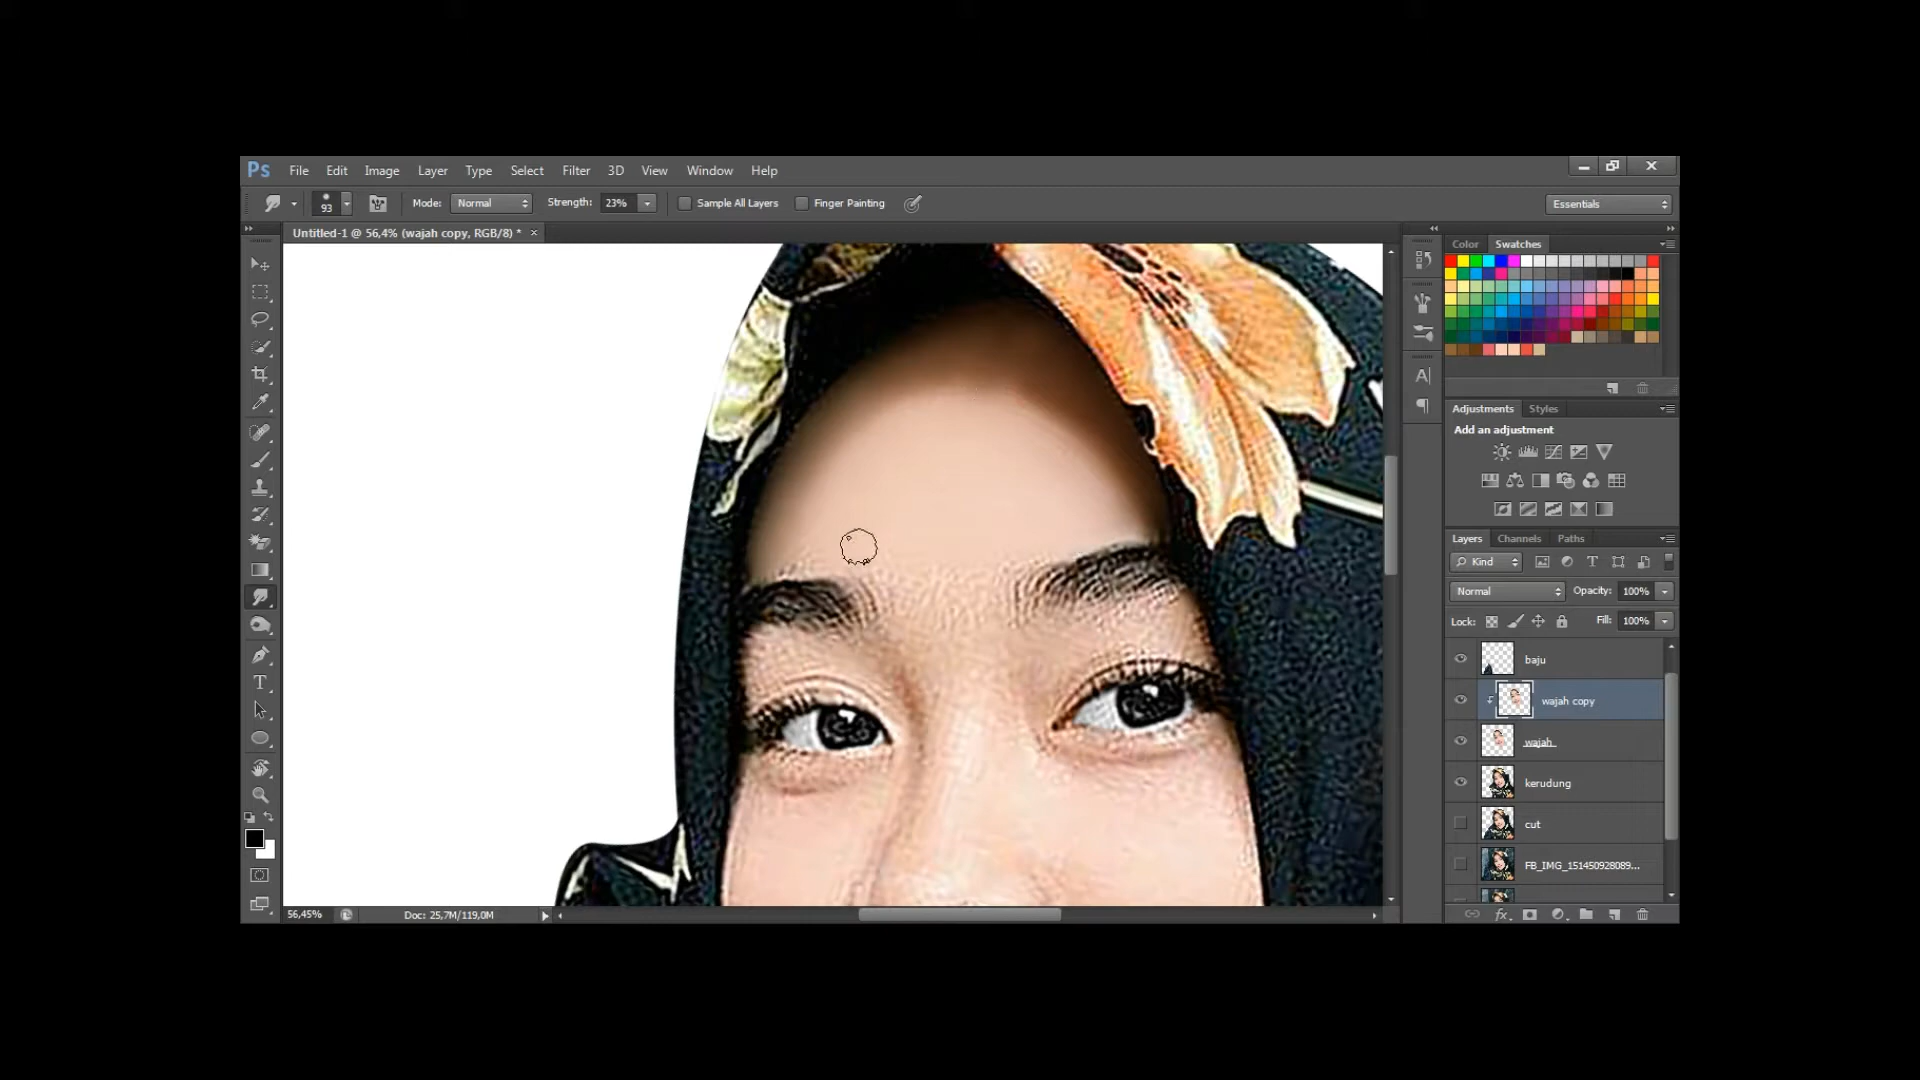 Ps File Edit Image Layer Type Select Filter 3D View Window Help
93 Mode: Normal Strength: 23% Sample All Layers Finger Painting Essentials
Untitled-1 @ 56,4% (wajah copy, RGB/8) * ×
Color Swatches
Adjustments Styles
Add an adjustment
Layers Channels Paths
Kind
Normal Opacity: 100%
Lock: Fill: 100%
baju
wajah copy
wajah
kerudung
cut
FB_IMG_151450928089...
56,45% Doc: 25,7M/119,0M